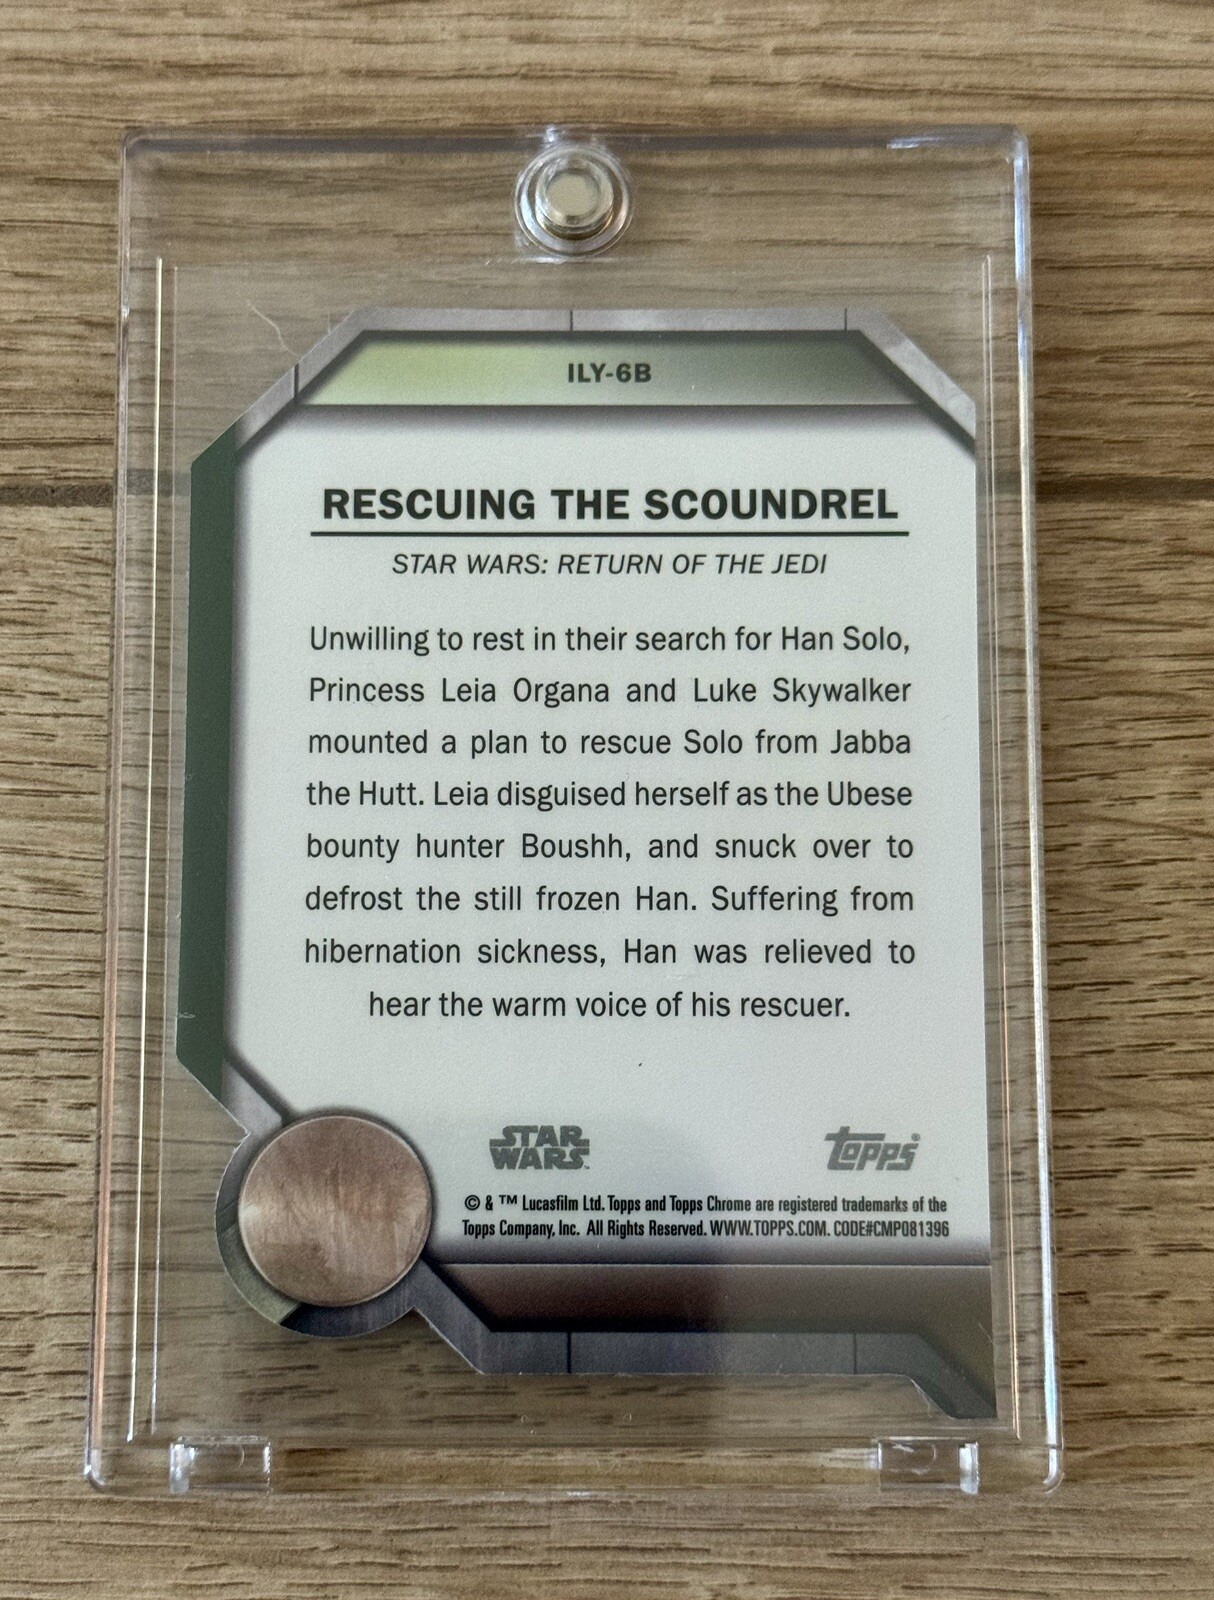 ILY-6B
RESCUING THE SCOUNDREL
STAR WARS: RETURN OF THE JEDI
Unwilling to rest in their search for Han Solo,
Princess Leia Organa and Luke Skywalker
mounted a plan to rescue Solo from Jabba
the Hutt. Leia disguised herself as the Ubese
bounty hunter Boushh, and snuck over to
defrost the still frozen Han. Suffering from
hibernation sickness, Han was relieved to
hear the warm voice of his rescuer.
STAR WARS™
Topps®
© & ™ Lucasfilm Ltd. Topps and Topps Chrome are registered trademarks of the
Topps Company, Inc. All Rights Reserved. WWW.TOPPS.COM. CODE#CMP081396